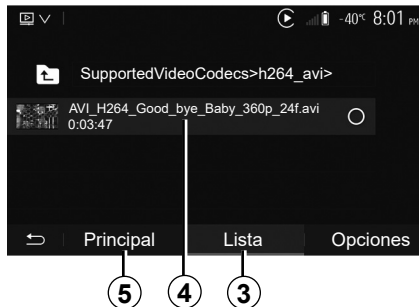 -40°C 8:01 PM
SupportedVideoCodecs>h264_avi>
AVI_H264_Good_bye_Baby_360p_24f.avi
0:03:47
Principal Lista Opciones
5 4 3